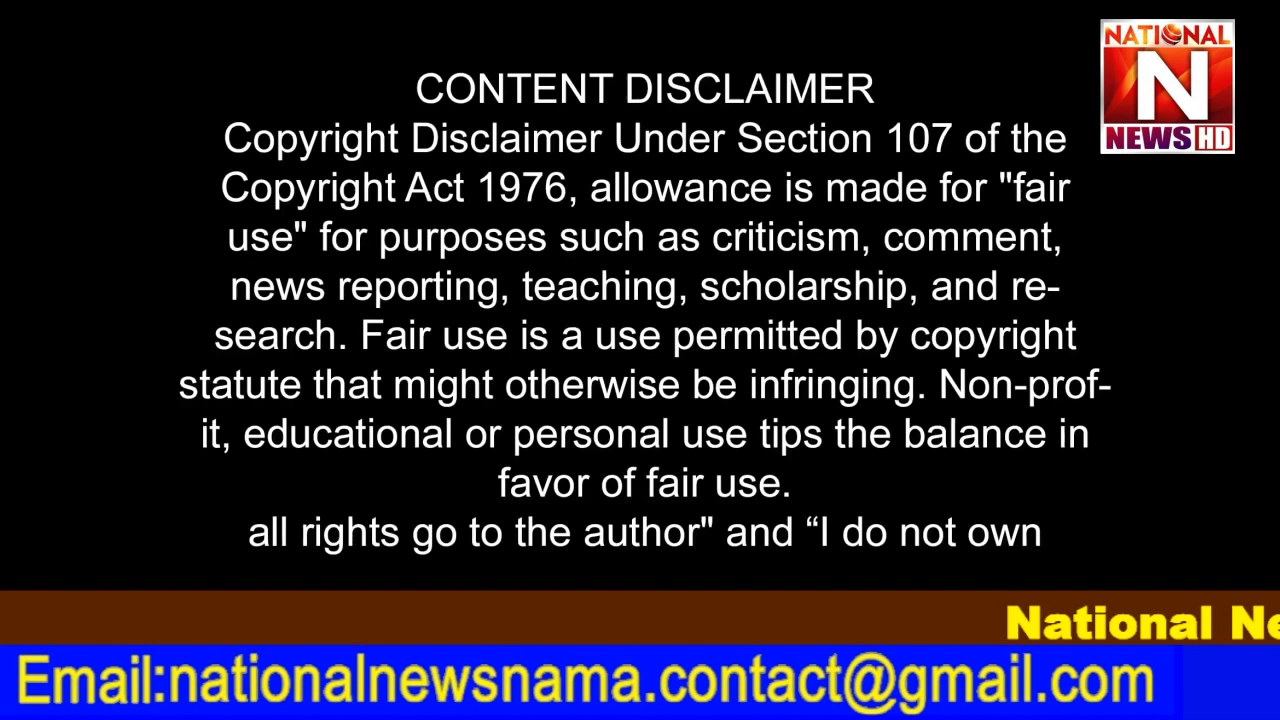 NATIONAL
N
NEWS HD
CONTENT DISCLAIMER
Copyright Disclaimer Under Section 107 of the
Copyright Act 1976, allowance is made for "fair
use" for purposes such as criticism, comment,
news reporting, teaching, scholarship, and re-
search. Fair use is a use permitted by copyright
statute that might otherwise be infringing. Non-prof-
it, educational or personal use tips the balance in
favor of fair use.
all rights go to the author" and “I do not own
National Ne
Email:nationalnewsnama.contact@gmail.com